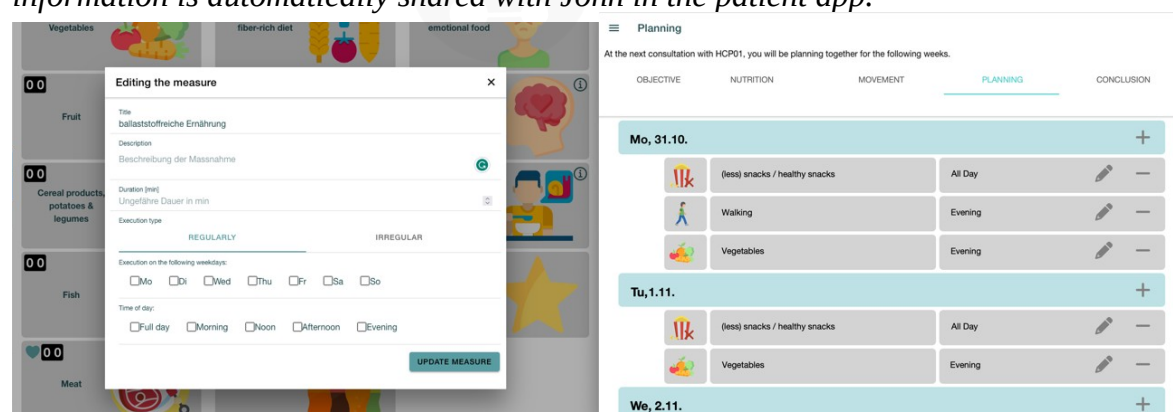 information is automatically shared with John in the patient app.
Vegetables
fiber-rich diet
emotional food
0 0
Fruit
0 0
Cereal products,
potatoes &
legumes
0 0
Fish
0 0
Meat
Editing the measure
Title
ballaststoffreiche Ernährung
Description
Beschreibung der Massnahme
Duration [min]
Ungefähre Dauer in min
Execution type
REGULARLY IRREGULAR
Execution on the following weekdays:
Mo Di Wed Thu Fr Sa So
Time of day:
Full day Morning Noon Afternoon Evening
UPDATE MEASURE
Planning
At the next consultation with HCP01, you will be planning together for the following weeks.
OBJECTIVE NUTRITION MOVEMENT PLANNING CONCLUSION
Mo, 31.10.
(less) snacks / healthy snacks All Day
Walking Evening
Vegetables Evening
Tu,1.11.
(less) snacks / healthy snacks All Day
Vegetables Evening
We, 2.11.